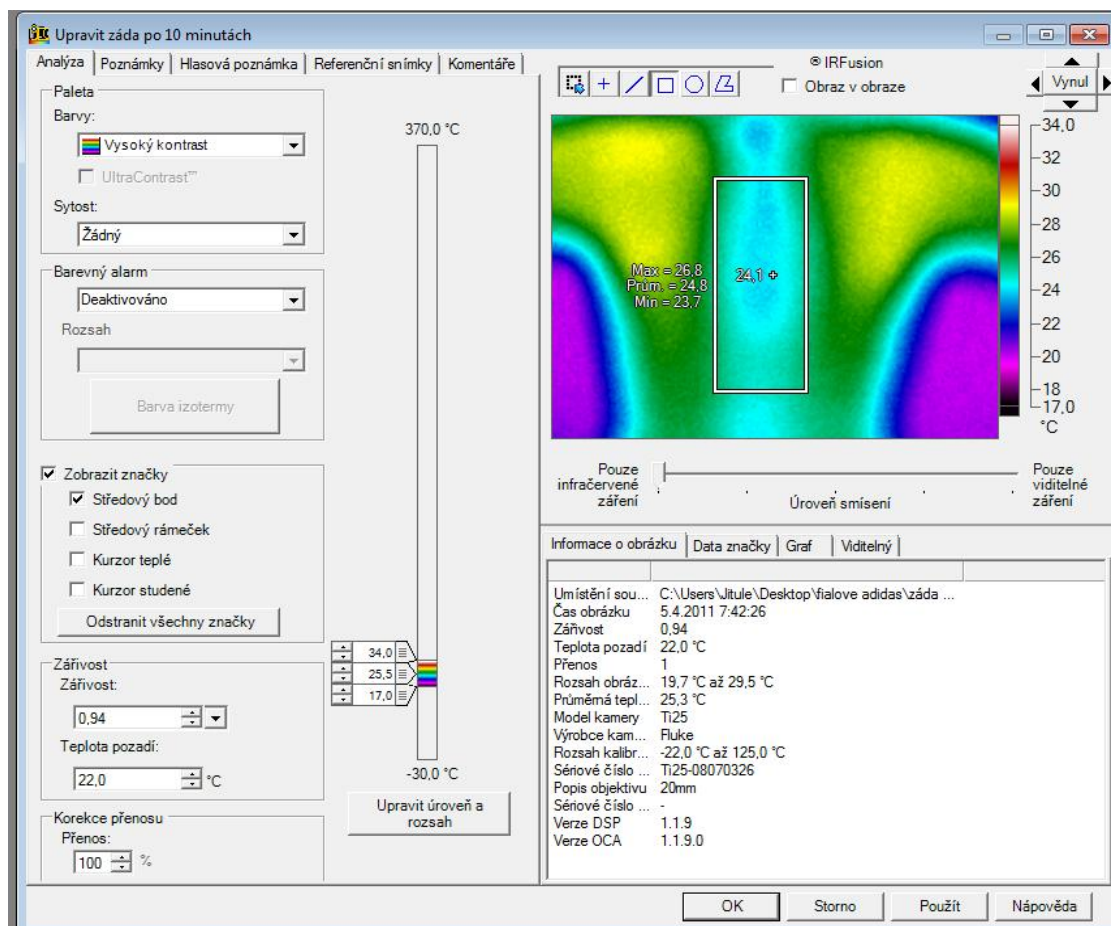 Upravit záda po 10 minutách
Analýza Poznámky Hlasová poznámka Referenční snímky Komentáře
Paleta
Barvy:
Vysoký kontrast
UltraContrast™
Sytost:
Žádný
Barevný alarm
Deaktivováno
Rozsah
Barva izotermy
Zobrazit značky
Středový bod
Středový rámeček
Kurzor teplé
Kurzor studené
Odstranit všechny značky
Zářivost
Zářivost:
0,94
Teplota pozadí:
22,0 °C
Korekce přenosu
Přenos:
100 %
370,0 °C
34,0
25,5
17,0
-30,0 °C
Upravit úroveň a
rozsah
® IRFusion
Obraz v obraze
Vynul
Max = 26,8
Prům. = 24,8
Min = 23,7
24,1
34,0
32
30
28
26
24
22
20
18
17,0
°C
Pouze
infračervené
záření
Úroveň smísení
Pouze
viditelné
záření
Informace o obrázku Data značky Graf Viditelný
Umístění sou... C:\Users\Jitule\Desktop\fialove adidas\záda ...
Čas obrázku 5.4.2011 7:42:26
Zářivost 0,94
Teplota pozadí 22,0 °C
Přenos 1
Rozsah obráz... 19,7 °C až 29,5 °C
Průměrná tepl... 25,3 °C
Model kamery Ti25
Výrobce kam... Fluke
Rozsah kalibr... -22,0 °C až 125,0 °C
Sériové číslo ... Ti25-08070326
Popis objektivu 20mm
Sériové číslo ... -
Verze DSP 1.1.9
Verze OCA 1.1.9.0
OK Storno Použít Nápověda